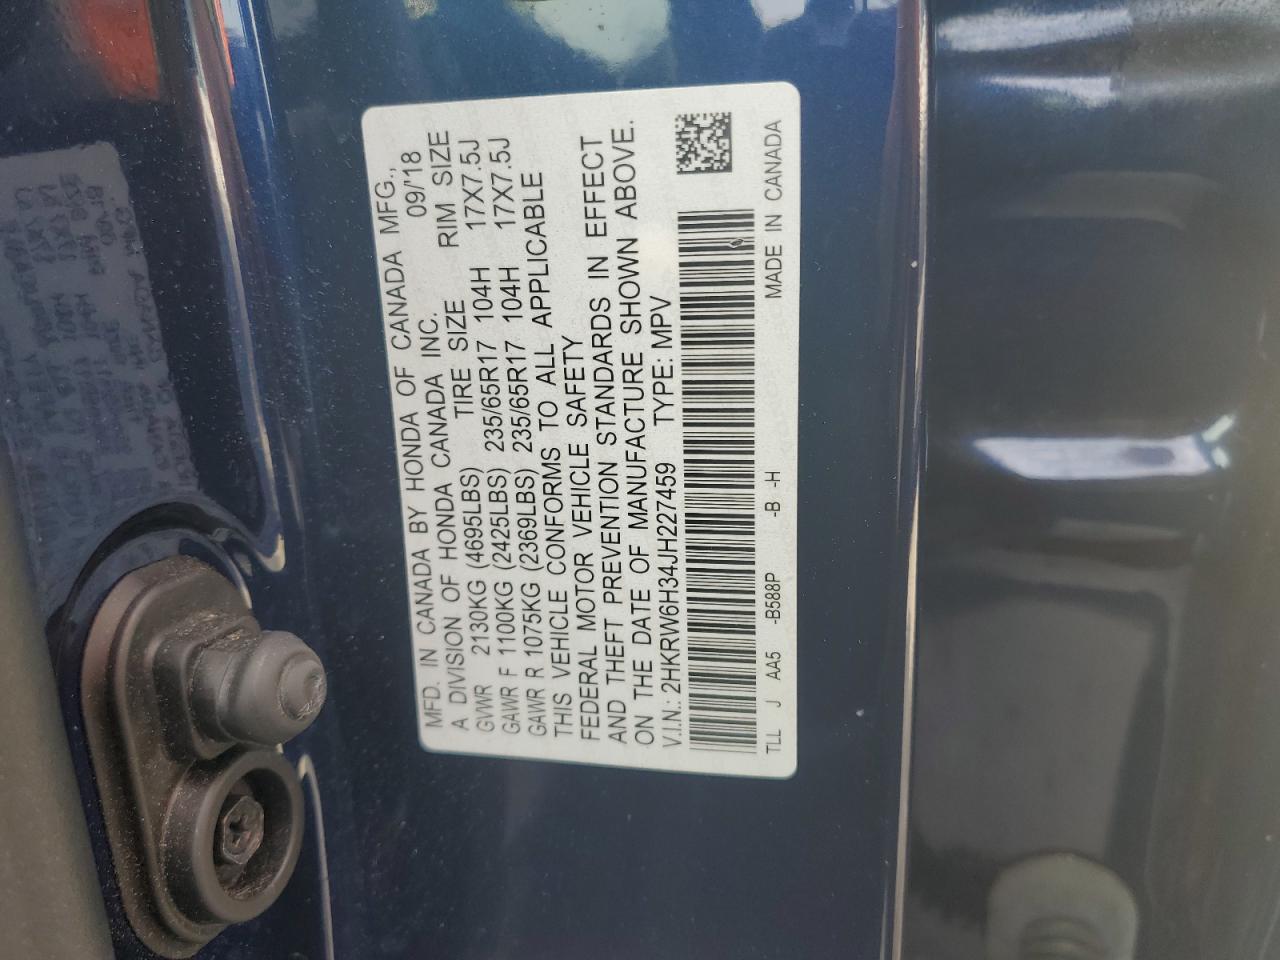 MFD. IN CANADA BY HONDA OF CANADA MFG.,
A DIVISION OF HONDA CANADA INC. 09/'18
GVWR 2130KG (4695LBS) TIRE SIZE RIM SIZE
GAWR F 1100KG (2425LBS) 235/65R17 104H 17X7.5J
GAWR R 1075KG (2369LBS) 235/65R17 104H 17X7.5J
THIS VEHICLE CONFORMS TO ALL APPLICABLE
FEDERAL MOTOR VEHICLE SAFETY
AND THEFT PREVENTION STANDARDS IN EFFECT
ON THE DATE OF MANUFACTURE SHOWN ABOVE.
V.I.N.: 2HKRW6H34JH227459 TYPE: MPV
TLL J AA5 -B588P -B -H MADE IN CANADA